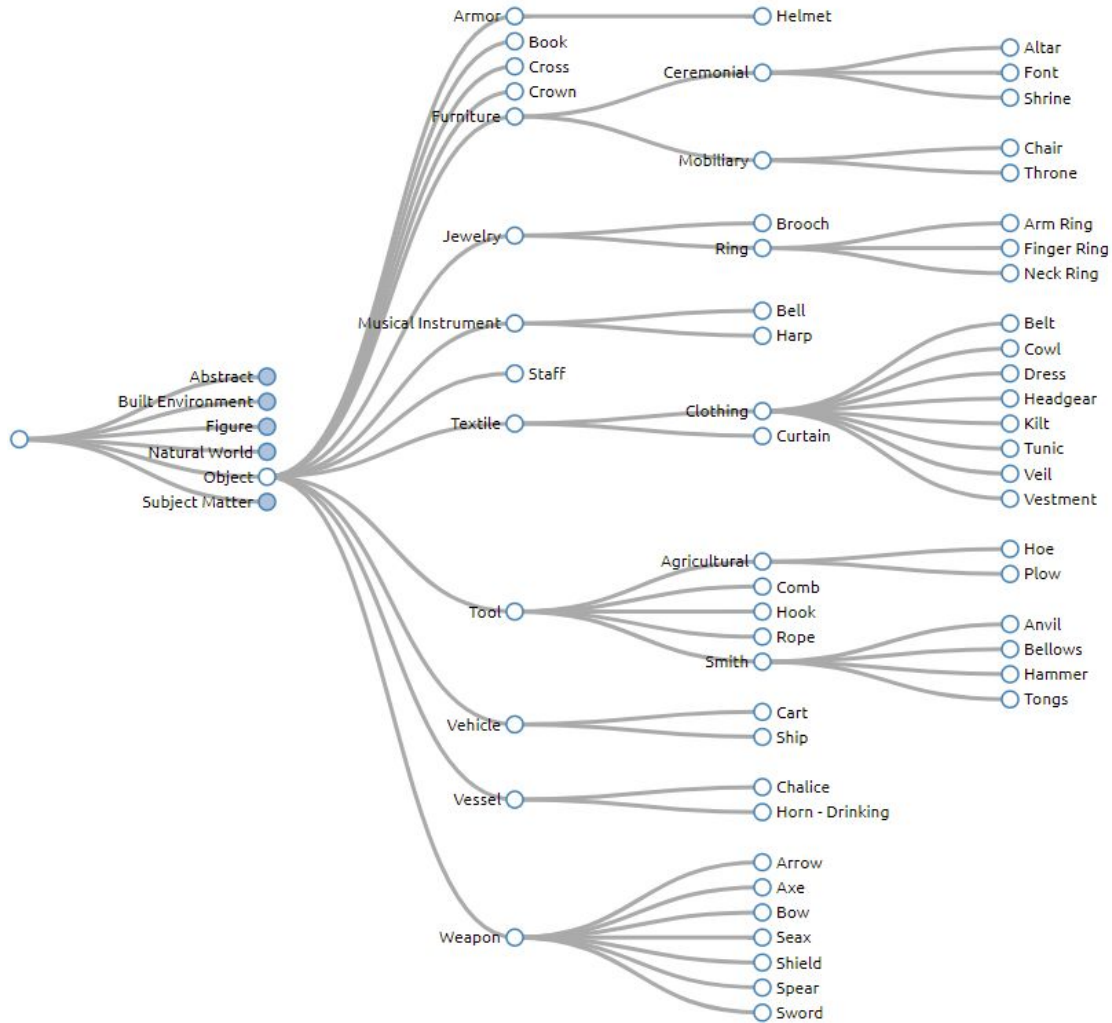 Armor
Helmet
Book
Cross
Crown
Furniture
Ceremonial
Altar
Font
Shrine
Mobiliary
Chair
Throne
Jewelry
Brooch
Ring
Arm Ring
Finger Ring
Neck Ring
Musical Instrument
Bell
Harp
Abstract
Built Environment
Figure
Natural World
Object
Subject Matter
Staff
Textile
Clothing
Curtain
Belt
Cowl
Dress
Headgear
Kilt
Tunic
Veil
Vestment
Tool
Agricultural
Comb
Hook
Rope
Smith
Hoe
Plow
Anvil
Bellows
Hammer
Tongs
Vehicle
Cart
Ship
Vessel
Chalice
Horn - Drinking
Weapon
Arrow
Axe
Bow
Seax
Shield
Spear
Sword